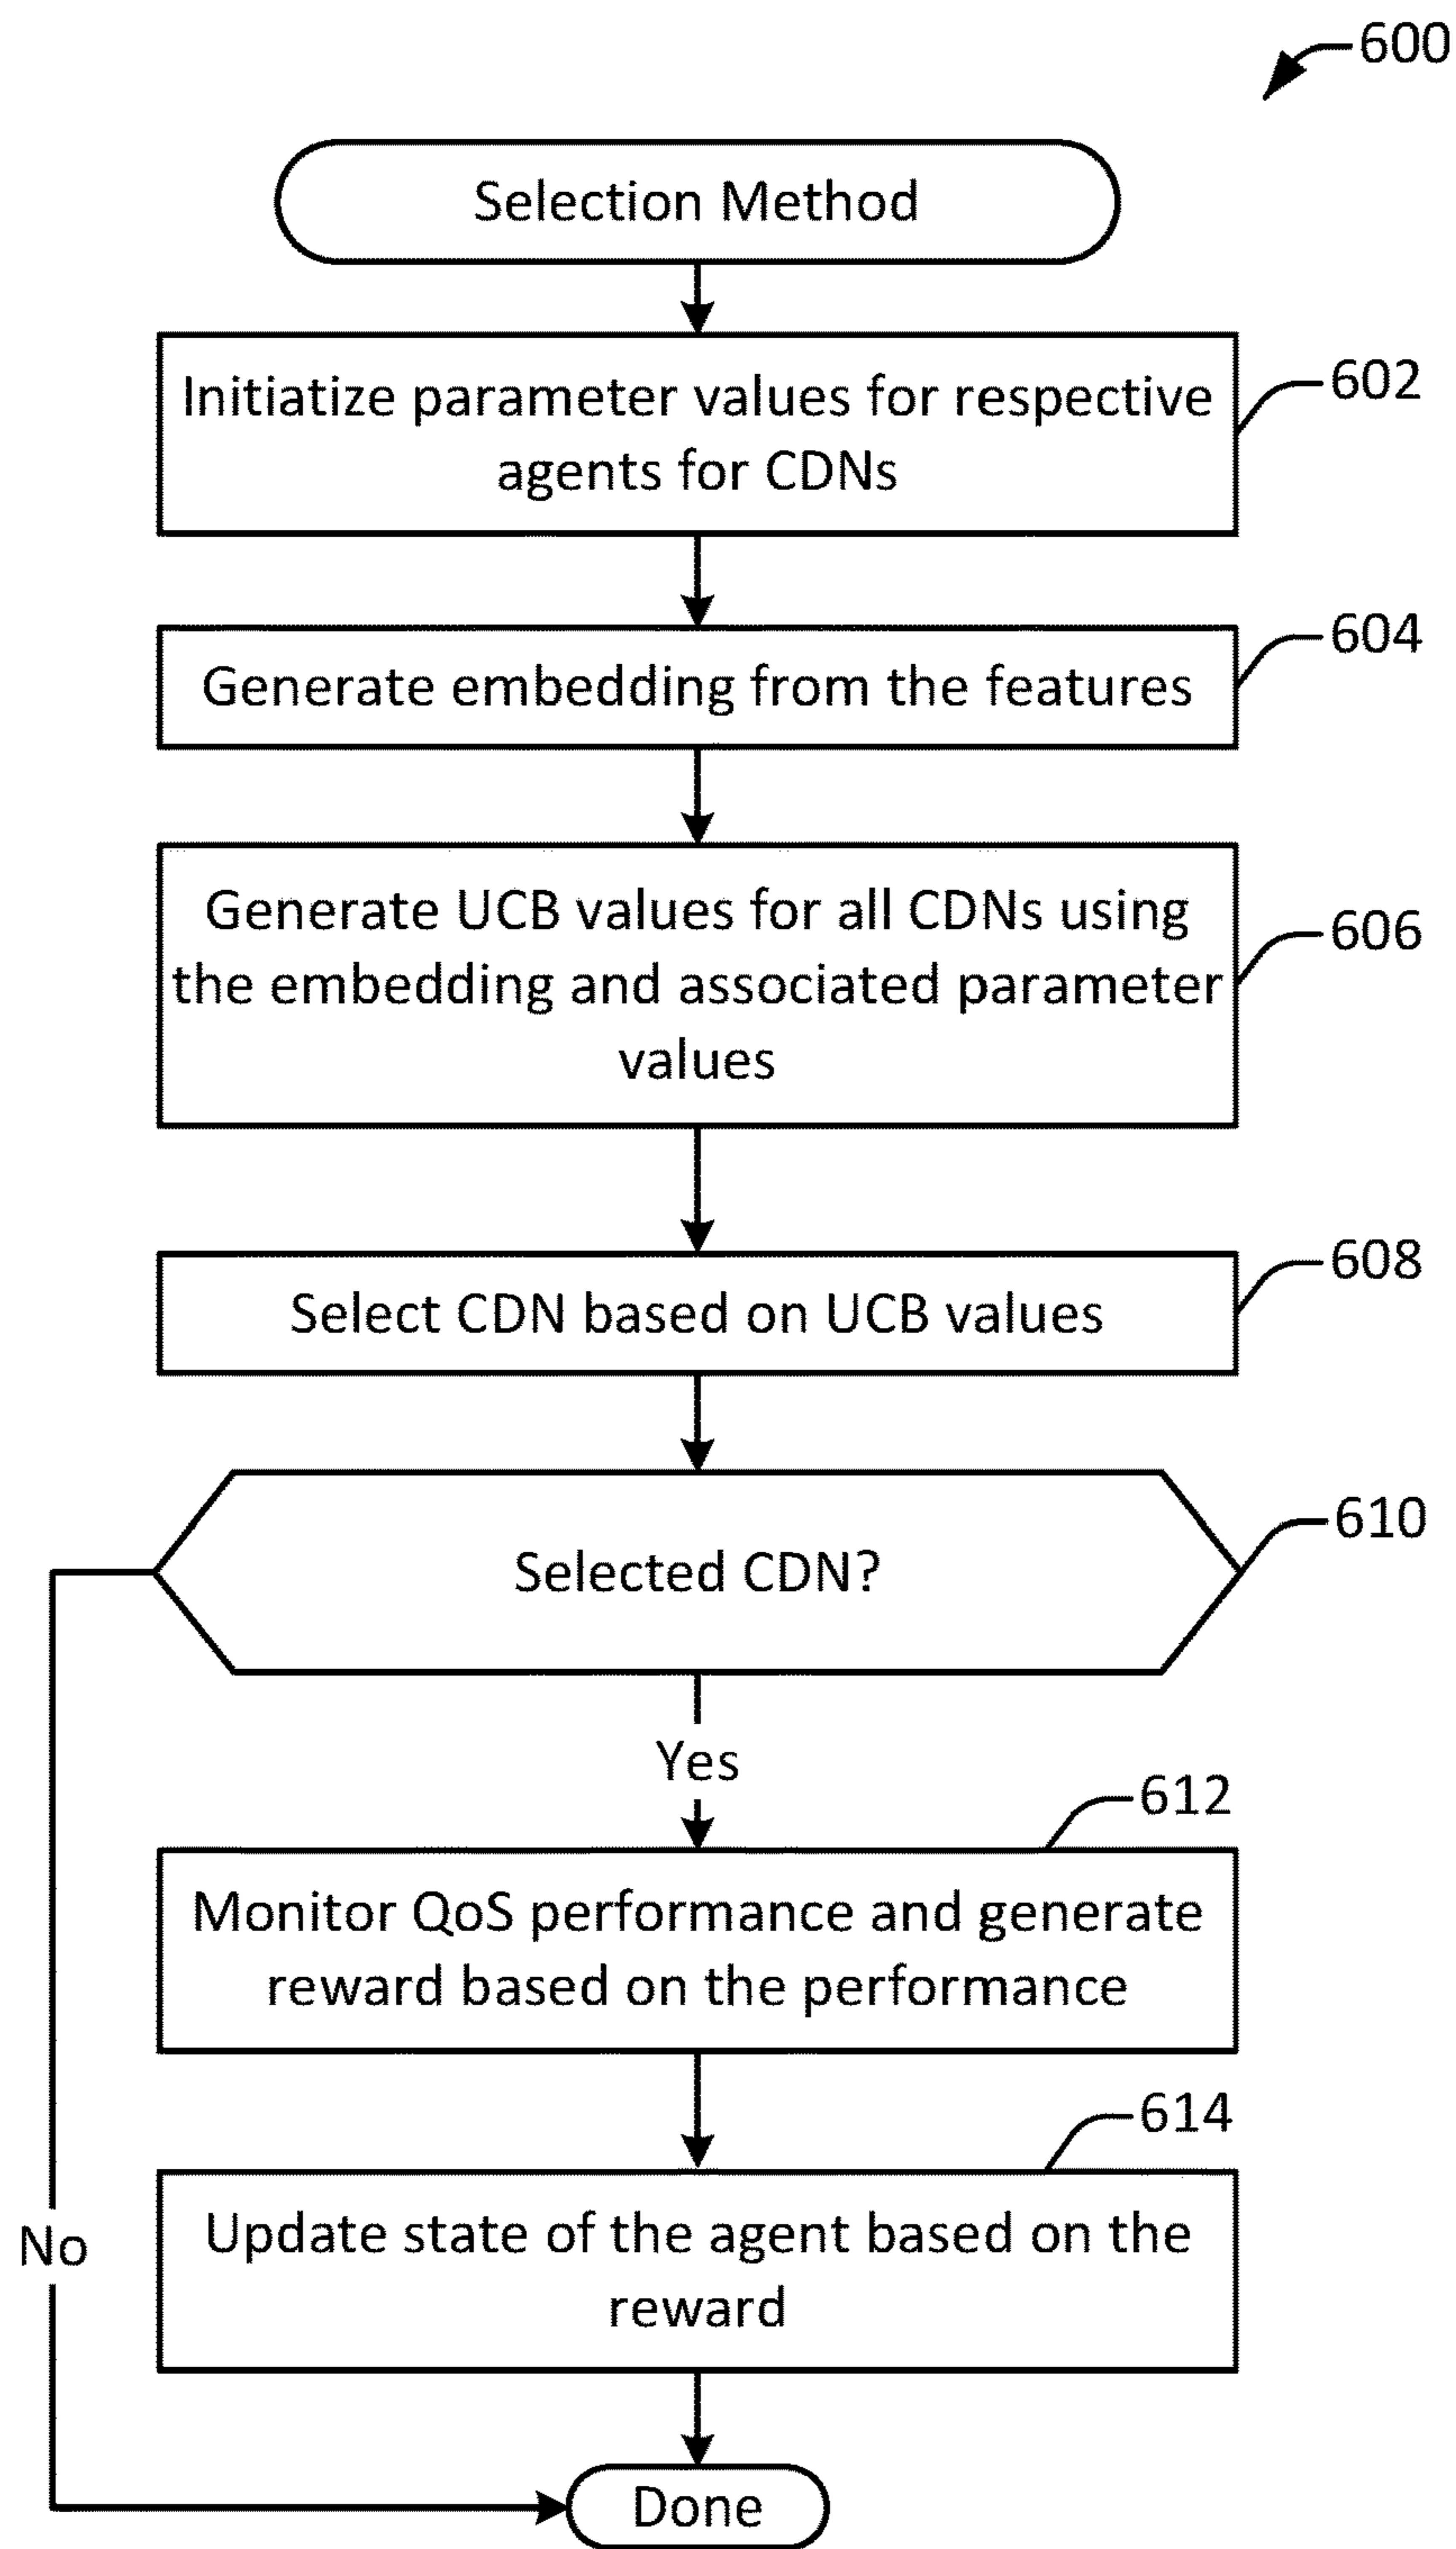 600
Selection Method
Initiatize parameter values for respective
agents for CDNs
602
Generate embedding from the features
604
Generate UCB values for all CDNs using
the embedding and associated parameter
values
606
Select CDN based on UCB values
608
Selected CDN?
610
Yes
612
Monitor QoS performance and generate
reward based on the performance
614
Update state of the agent based on the
reward
No
Done